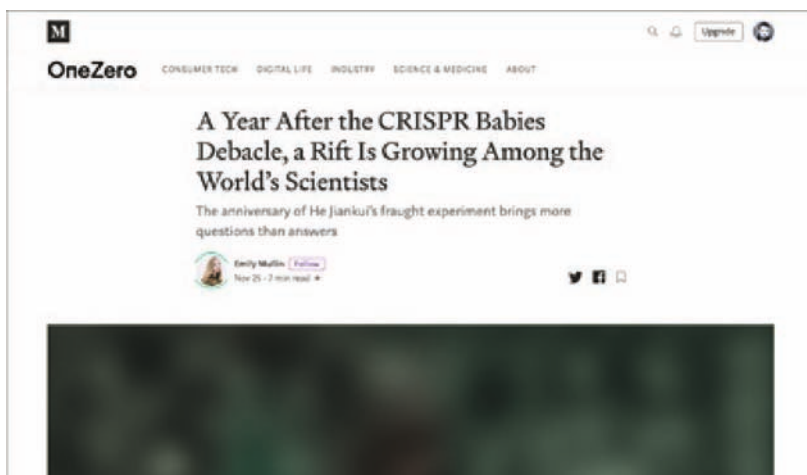 M
Upgrade
OneZero CONSUMER TECH DIGITAL LIFE INDUSTRY SCIENCE & MEDICINE ABOUT
A Year After the CRISPR Babies
Debacle, a Rift Is Growing Among the
World's Scientists
The anniversary of He Jiankui's fraught experiment brings more
questions than answers
Emily Mullin Follow
Nov 25 · 7 min read